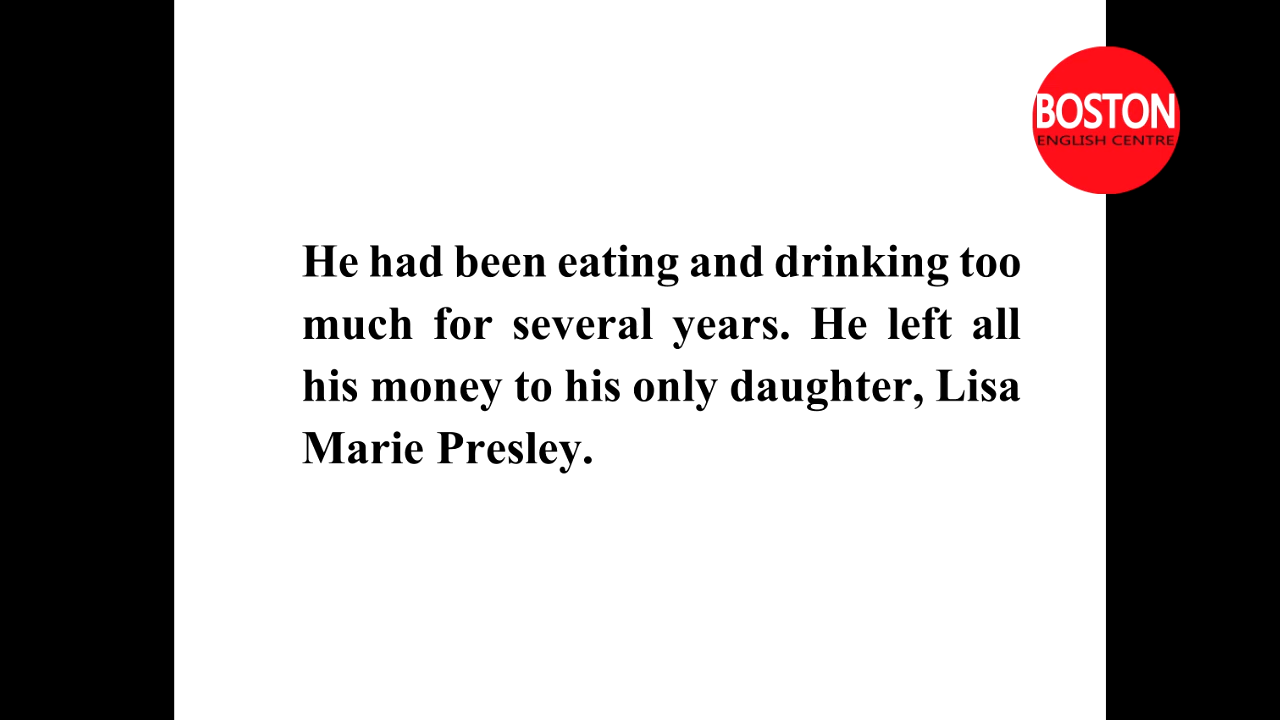 BOSTON
ENGLISH CENTRE
He had been eating and drinking too
much for several years. He left all
his money to his only daughter, Lisa
Marie Presley.